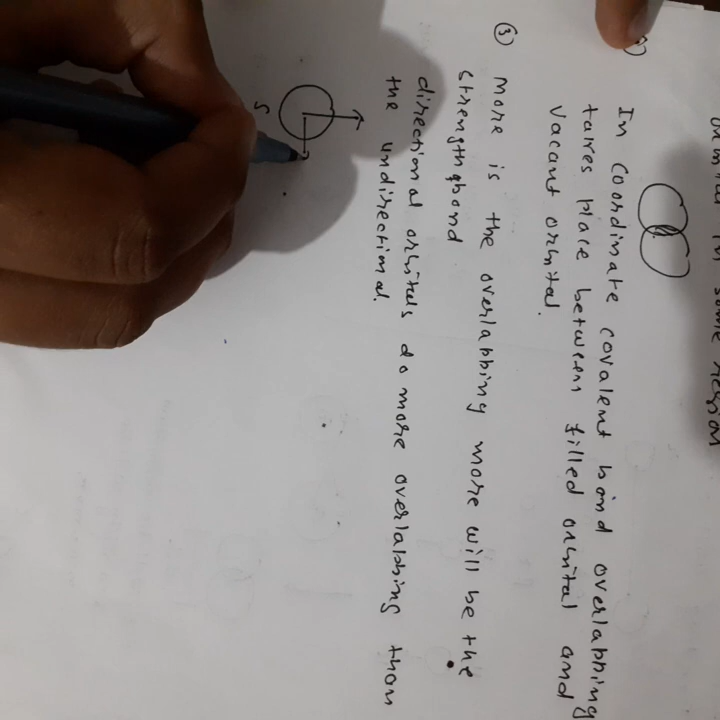 In coordinate covalent bond overlapping
takes place between filled orbital and
vacant orbital.
③ more is the overlapping more will be the
strength of bond
directional orbitals do more overlapping than
the undirectional.
S